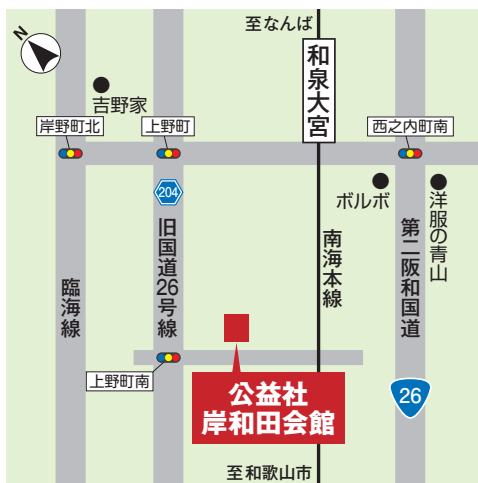 N
至なんば
和泉大宮
吉野家
岸野町北
上野町
西之内町南
204
ボルボ
洋服の青山
臨海線
旧国道26号線
南海本線
第二阪和国道
上野町南
公益社
岸和田会館
26
至和歌山市